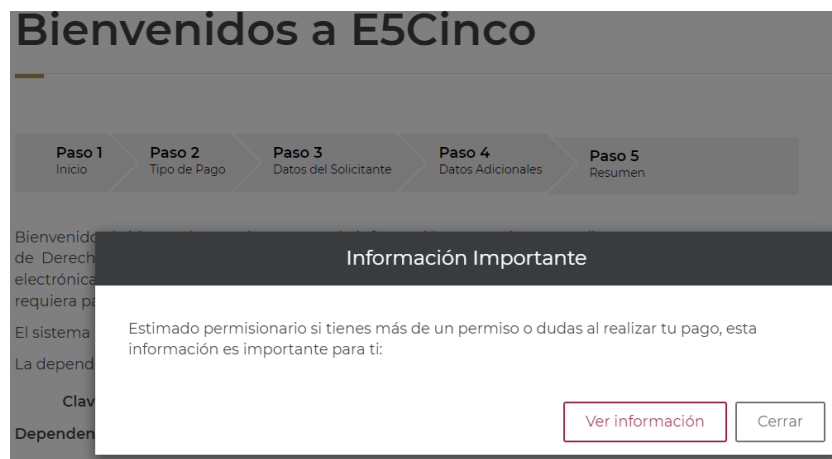 Bienvenidos a E5Cinco
Paso 1
Inicio
Paso 2
Tipo de Pago
Paso 3
Datos del Solicitante
Paso 4
Datos Adicionales
Paso 5
Resumen
Bienvenido
de Derech
electrónica
requiera pa
El sistema
La depend
Clav
Dependen
Información Importante
Estimado permisionario si tienes más de un permiso o dudas al realizar tu pago, esta
información es importante para ti:
Ver información
Cerrar